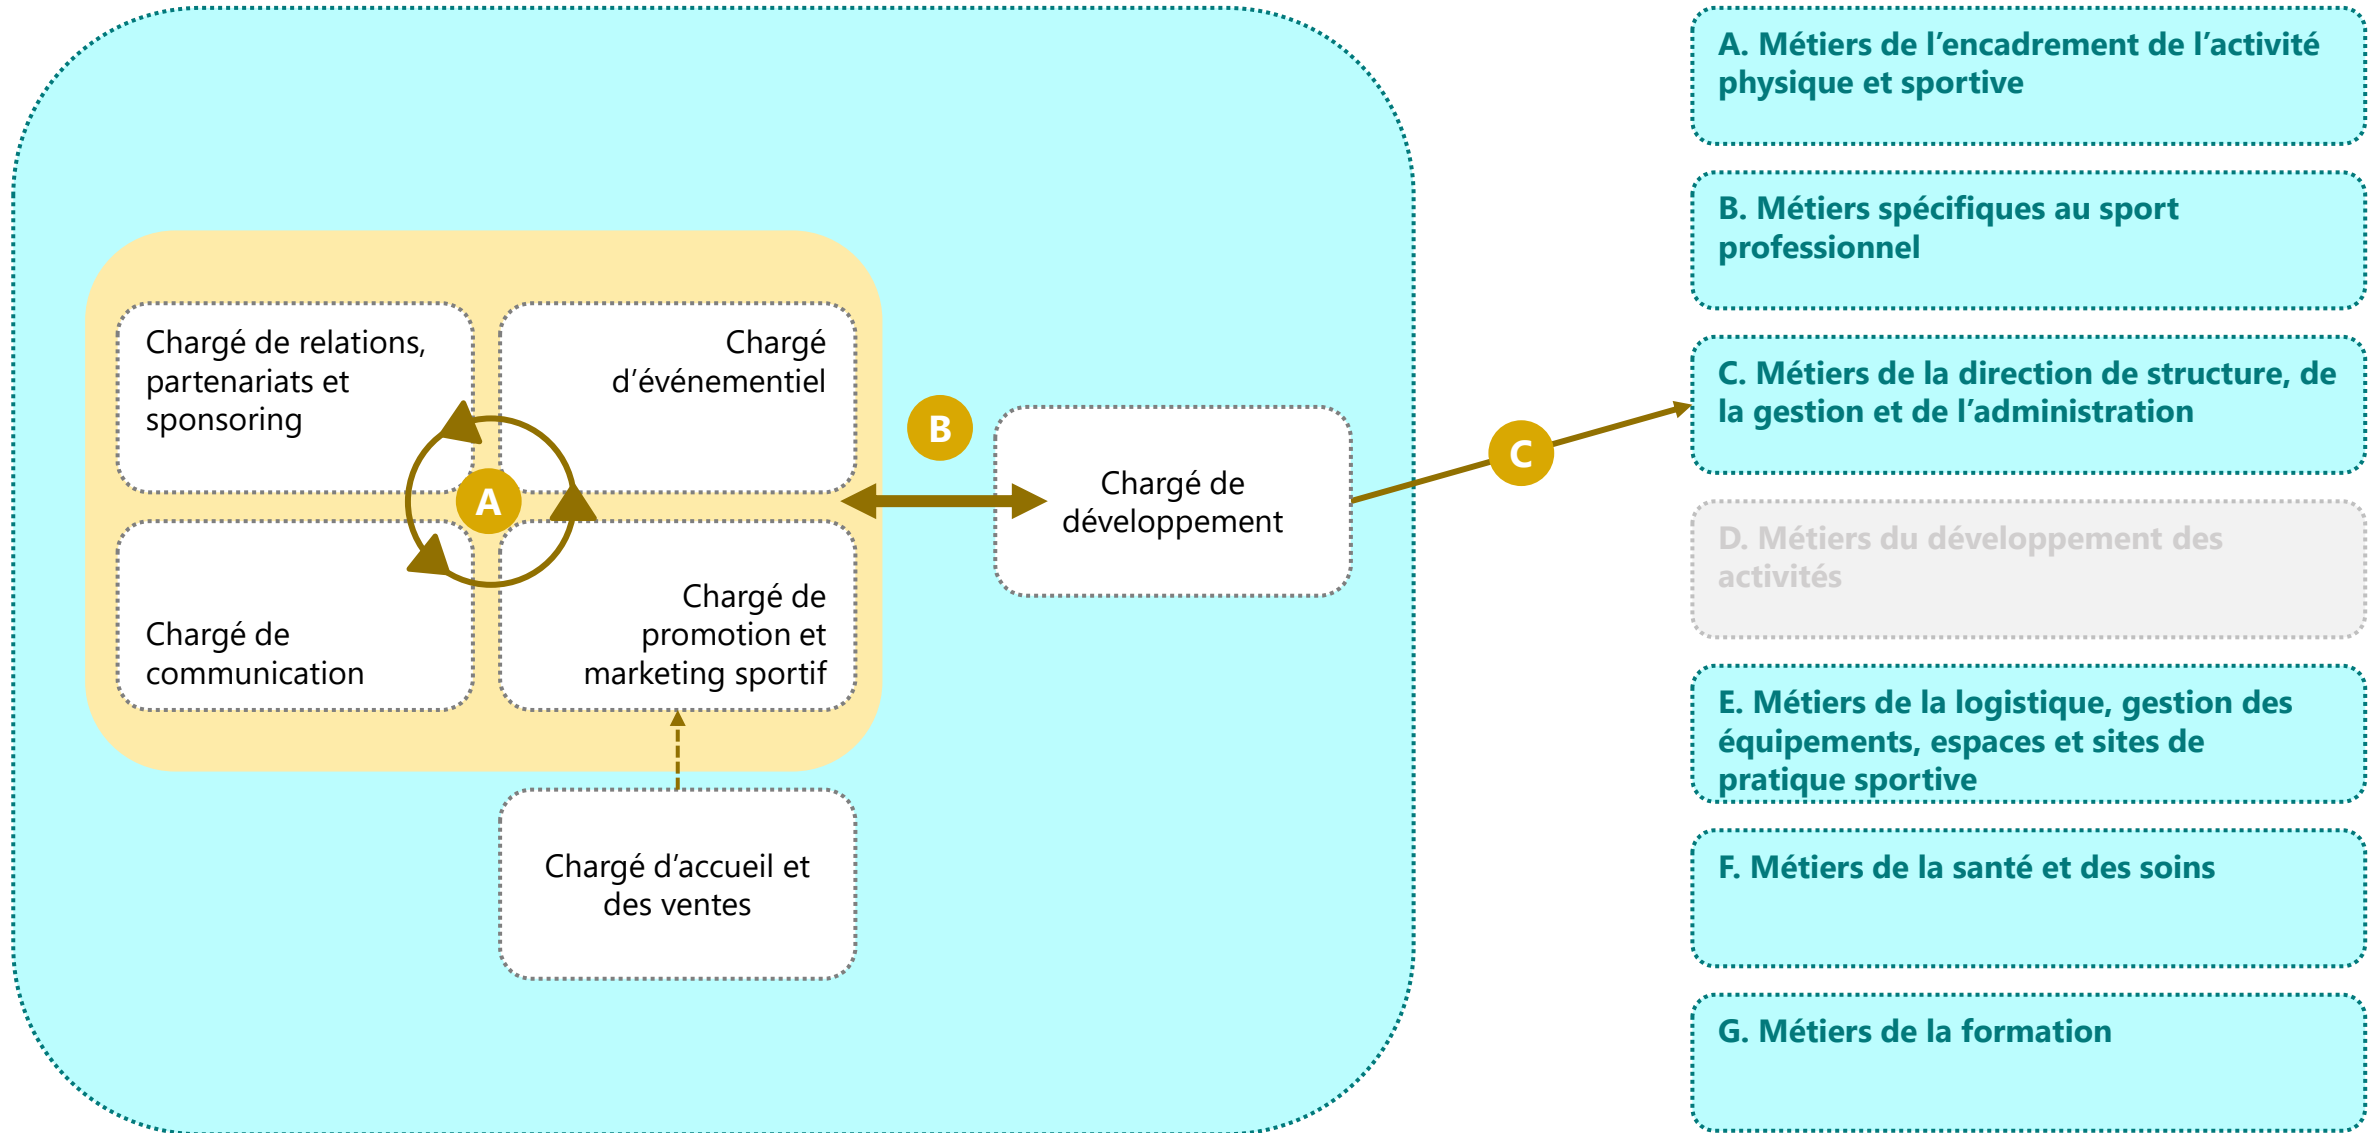 Chargé de relations,
partenariats et
sponsoring
Chargé
d’événementiel
A
Chargé de
communication
Chargé de
promotion et
marketing sportif
Chargé d’accueil et
des ventes
B
Chargé de
développement
C
A. Métiers de l’encadrement de l’activité
physique et sportive
B. Métiers spécifiques au sport
professionnel
C. Métiers de la direction de structure, de
la gestion et de l’administration
D. Métiers du développement des
activités
E. Métiers de la logistique, gestion des
équipements, espaces et sites de
pratique sportive
F. Métiers de la santé et des soins
G. Métiers de la formation